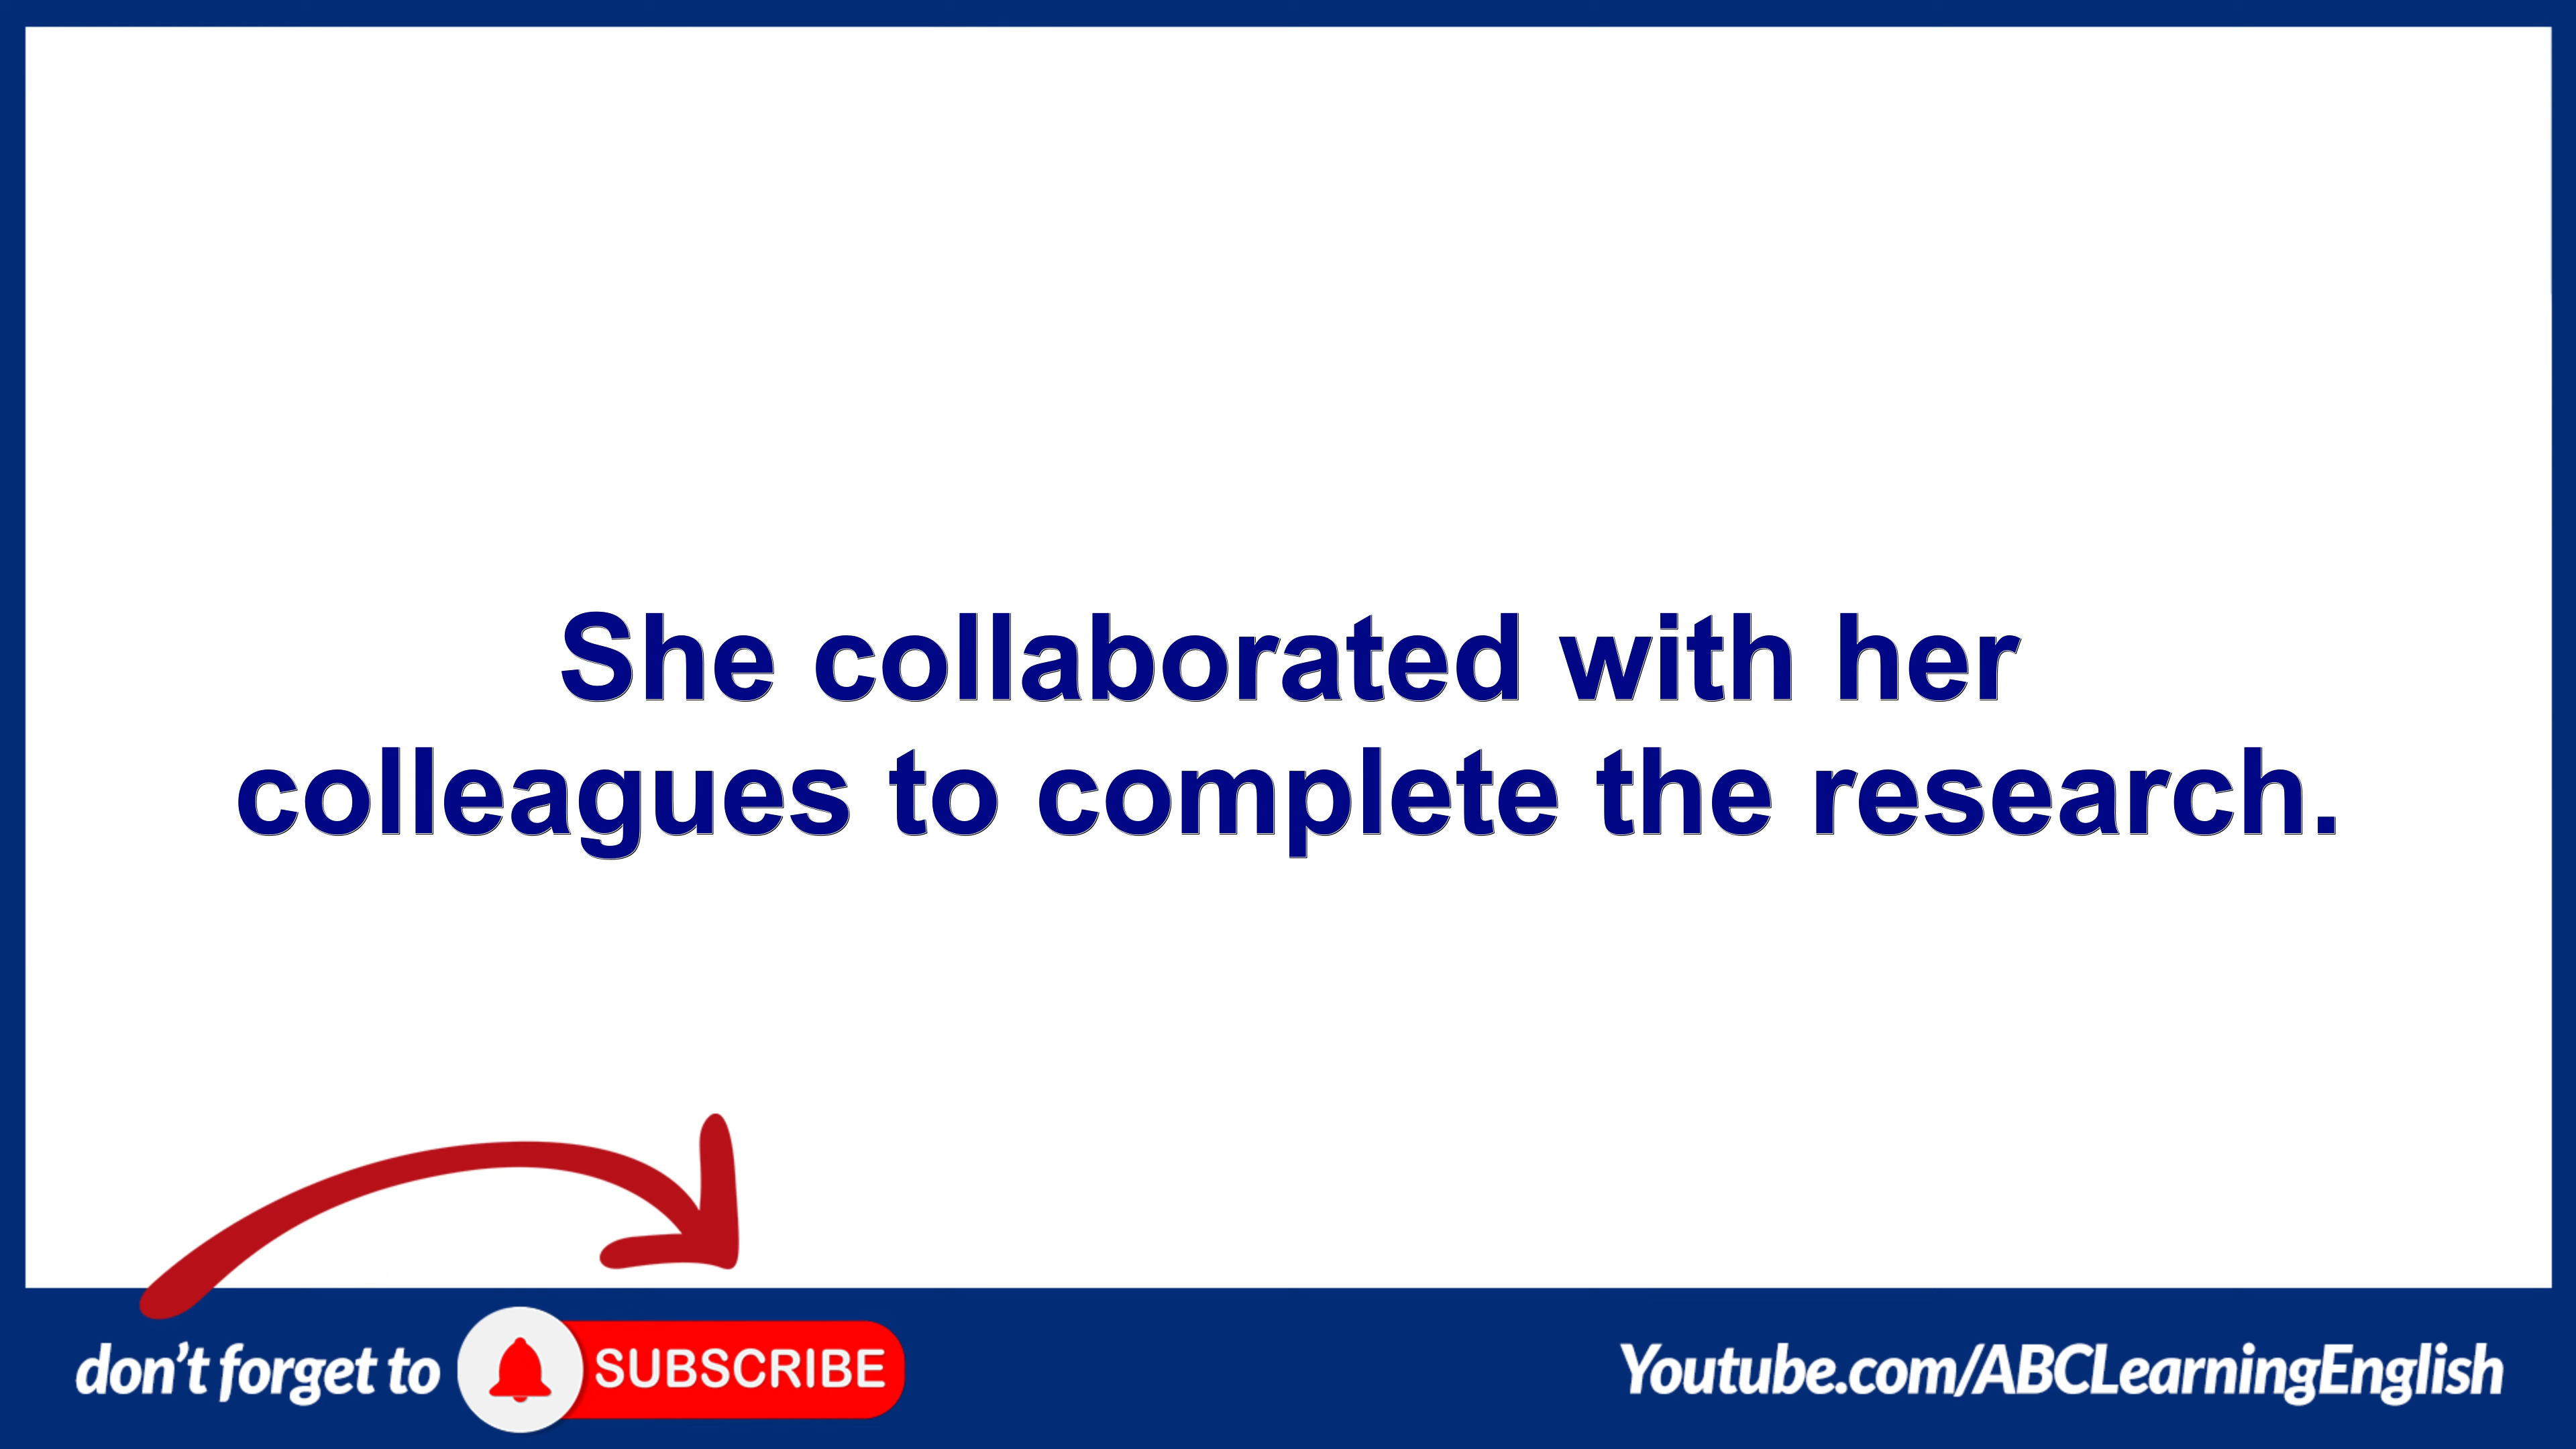 She collaborated with her
colleagues to complete the research.
don't forget to SUBSCRIBE
Youtube.com/ABCLearningEnglish